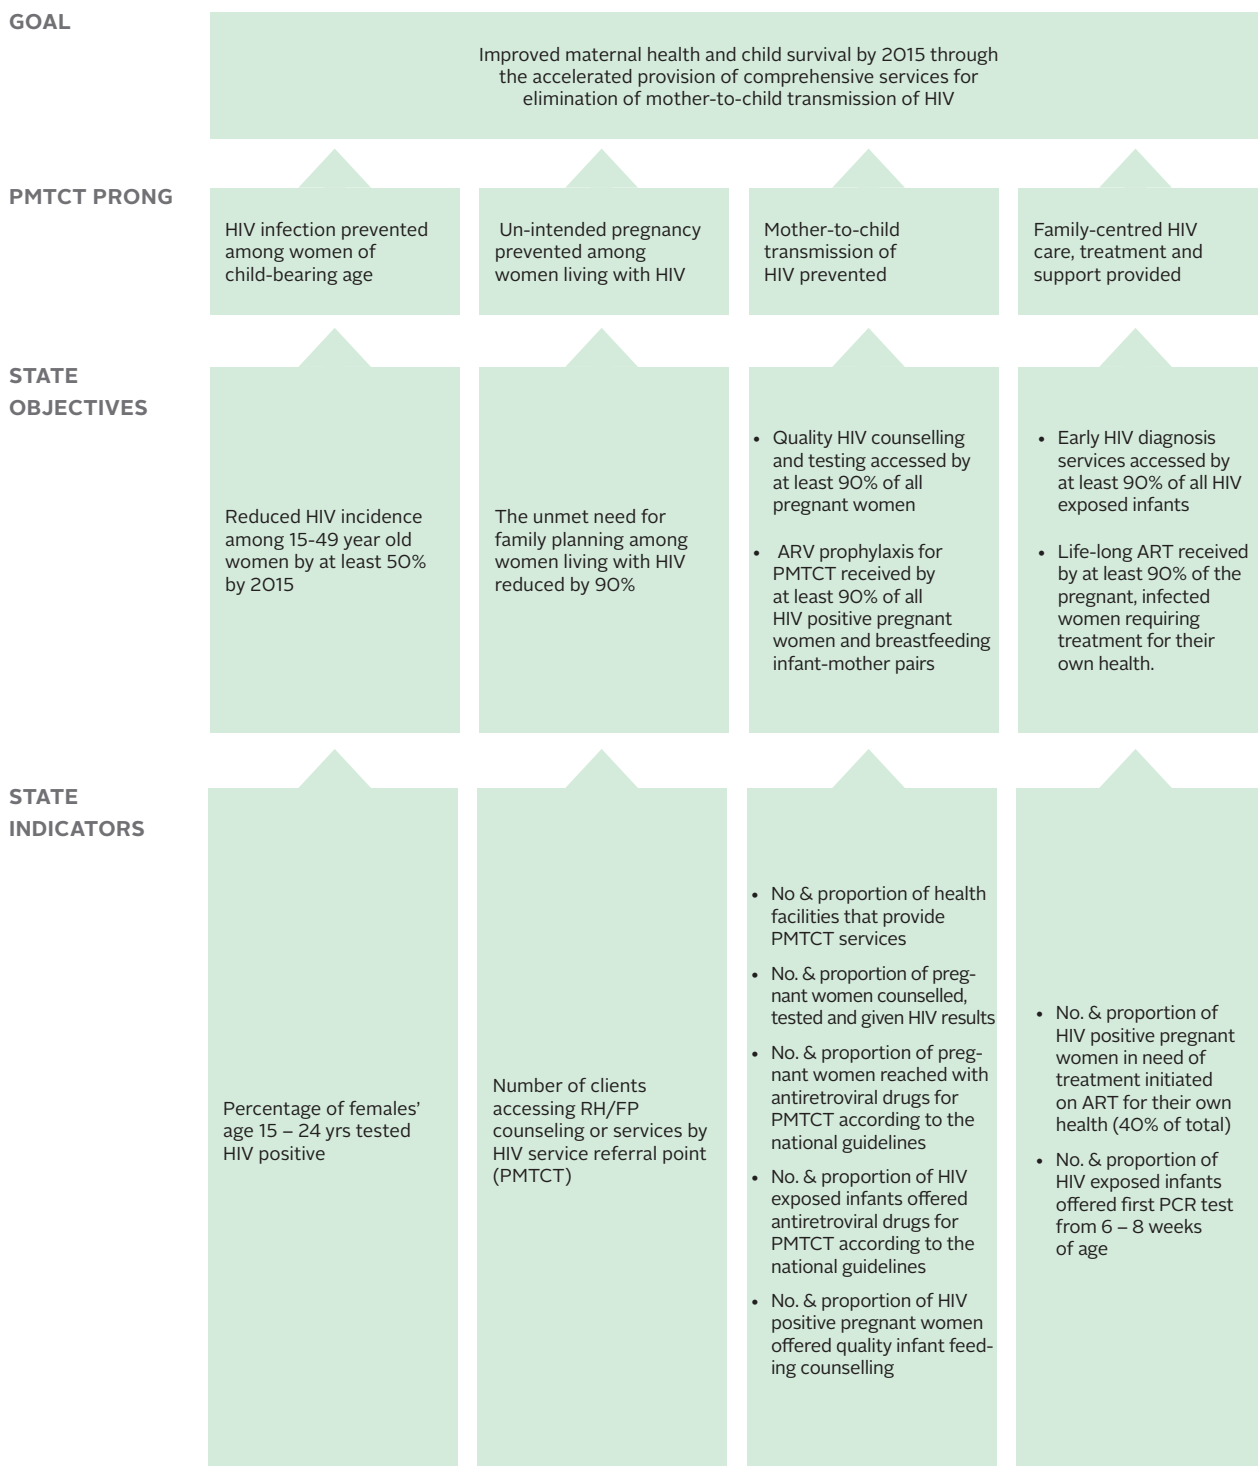 GOAL
Improved maternal health and child survival by 2015 through
the accelerated provision of comprehensive services for
elimination of mother-to-child transmission of HIV
PMTCT PRONG
HIV infection prevented
among women of
child-bearing age
Un-intended pregnancy
prevented among
women living with HIV
Mother-to-child
transmission of
HIV prevented
Family-centred HIV
care, treatment and
support provided
STATE
OBJECTIVES
Reduced HIV incidence
among 15-49 year old
women by at least 50%
by 2015
The unmet need for
family planning among
women living with HIV
reduced by 90%
• Quality HIV counselling
and testing accessed by
at least 90% of all
pregnant women
• ARV prophylaxis for
PMTCT received by
at least 90% of all
HIV positive pregnant
women and breastfeeding
infant-mother pairs
• Early HIV diagnosis
services accessed by
at least 90% of all HIV
exposed infants
• Life-long ART received
by at least 90% of the
pregnant, infected
women requiring
treatment for their
own health.
STATE
INDICATORS
Percentage of females’
age 15 – 24 yrs tested
HIV positive
Number of clients
accessing RH/FP
counseling or services by
HIV service referral point
(PMTCT)
• No & proportion of health
facilities that provide
PMTCT services
• No. & proportion of preg-
nant women counselled,
tested and given HIV results
• No. & proportion of preg-
nant women reached with
antiretroviral drugs for
PMTCT according to the
national guidelines
• No. & proportion of HIV
exposed infants offered
antiretroviral drugs for
PMTCT according to the
national guidelines
• No. & proportion of HIV
positive pregnant women
offered quality infant feed-
ing counselling
• No. & proportion of
HIV positive pregnant
women in need of
treatment initiated
on ART for their own
health (40% of total)
• No. & proportion of
HIV exposed infants
offered first PCR test
from 6 – 8 weeks
of age